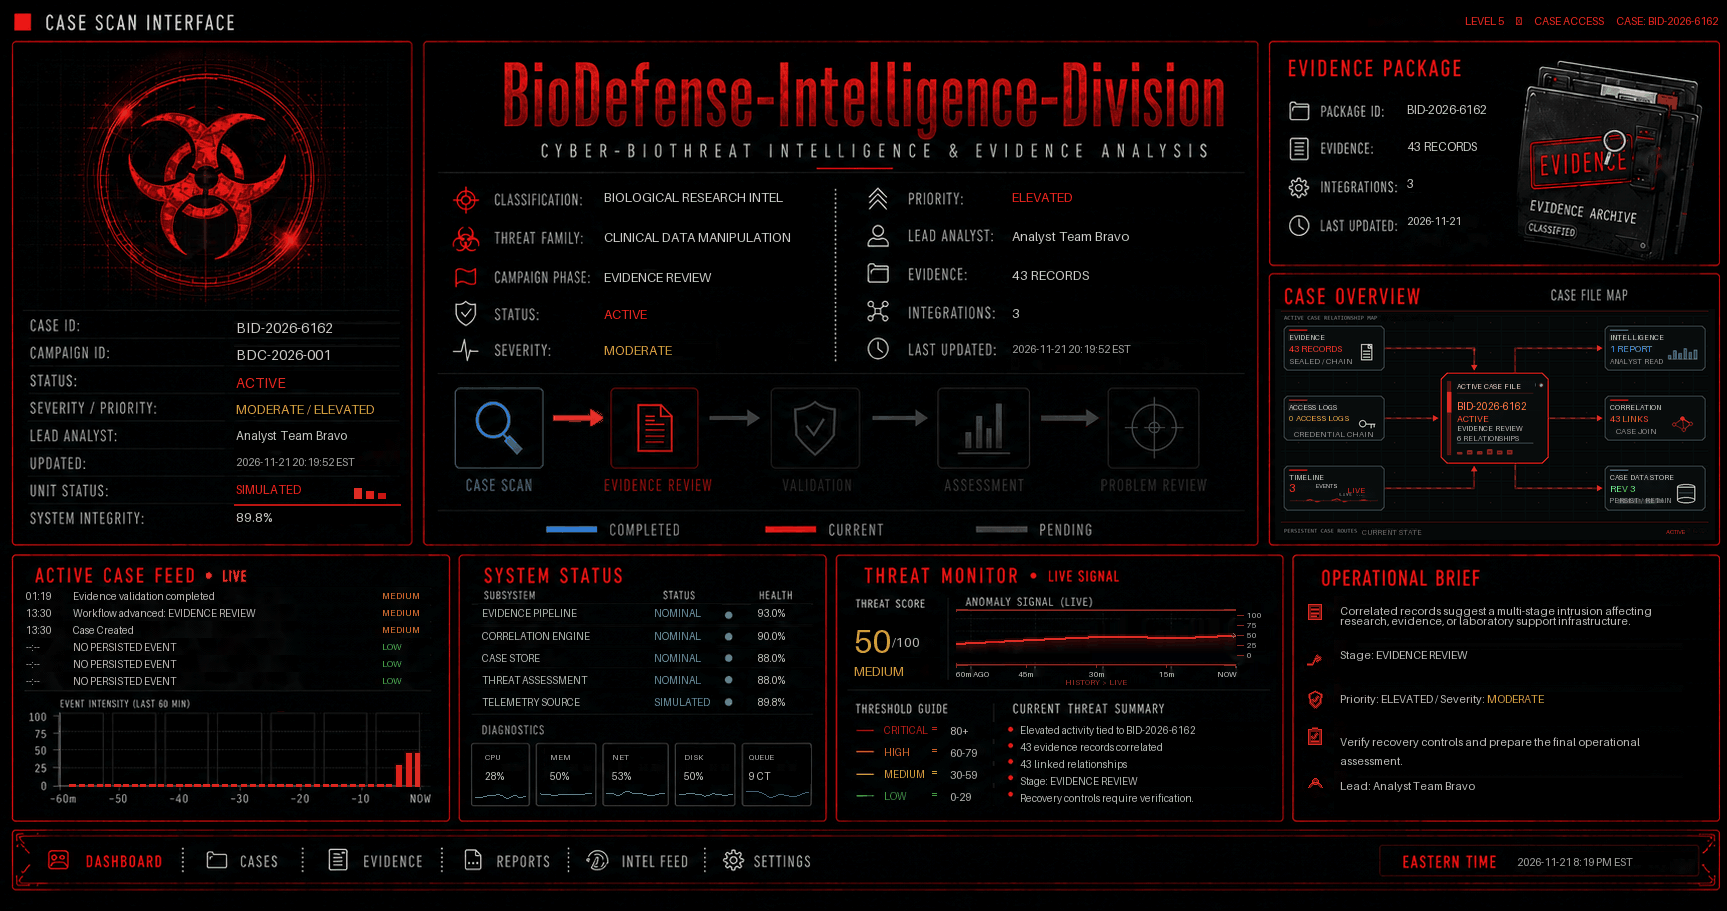 CASE SCAN INTERFACE
LEVEL 5 CASE ACCESS CASE: BID-2026-6162
CASE ID: BID-2026-6162
CAMPAIGN ID: BDC-2026-001
STATUS: ACTIVE
SEVERITY / PRIORITY: MODERATE / ELEVATED
LEAD ANALYST: Analyst Team Bravo
UPDATED: 2026-11-21 20:19:52 EST
UNIT STATUS: SIMULATED
SYSTEM INTEGRITY: 89.8%
BioDefense-Intelligence-Division
CYBER-BIOTHREAT INTELLIGENCE & EVIDENCE ANALYSIS
CLASSIFICATION: BIOLOGICAL RESEARCH INTEL
THREAT FAMILY: CLINICAL DATA MANIPULATION
CAMPAIGN PHASE: EVIDENCE REVIEW
STATUS: ACTIVE
SEVERITY: MODERATE
PRIORITY: ELEVATED
LEAD ANALYST: Analyst Team Bravo
EVIDENCE: 43 RECORDS
INTEGRATIONS: 3
LAST UPDATED: 2026-11-21 20:19:52 EST
CASE SCAN EVIDENCE REVIEW VALIDATION ASSESSMENT PROBLEM REVIEW
COMPLETED CURRENT PENDING
EVIDENCE PACKAGE
PACKAGE ID: BID-2026-6162
EVIDENCE: 43 RECORDS
INTEGRATIONS: 3
LAST UPDATED: 2026-11-21
EVIDENCE
EVIDENCE ARCHIVE
CLASSIFIED
CASE OVERVIEW CASE FILE MAP
ACTIVE CASE RELATIONSHIP MAP
EVIDENCE
43 RECORDS
SEALED / CHAIN
ACCESS LOGS
0 ACCESS LOGS
CREDENTIAL CHAIN
TIMELINE
3 EVENTS
LIVE
ACTIVE CASE FILE
BID-2026-6162
ACTIVE
EVIDENCE REVIEW
6 RELATIONSHIPS
INTELLIGENCE
1 REPORT
ANALYST READ
CORRELATION
43 LINKS
CASE JOIN
CASE DATASTORE
REV 3
PERSISTENT CASE ROUTES CURRENT STATE ACTIVE
ACTIVE CASE FEED • LIVE
01:19 Evidence validation completed MEDIUM
13:30 Workflow advanced: EVIDENCE REVIEW MEDIUM
13:30 Case Created MEDIUM
--:-- NO PERSISTED EVENT LOW
--:-- NO PERSISTED EVENT LOW
--:-- NO PERSISTED EVENT LOW
EVENT INTENSITY (LAST 60 MIN)
100
75
50
25
0
-60m -50 -40 -30 -20 -10 NOW
SYSTEM STATUS
SUBSYSTEM STATUS HEALTH
EVIDENCE PIPELINE NOMINAL 93.0%
CORRELATION ENGINE NOMINAL 90.0%
CASE STORE NOMINAL 88.0%
THREAT ASSESSMENT NOMINAL 88.0%
TELEMETRY SOURCE SIMULATED 89.8%
DIAGNOSTICS
CPU MEM NET DISK QUEUE
28% 50% 53% 50% 9 CT
THREAT MONITOR • LIVE SIGNAL
THREAT SCORE
50/100
MEDIUM
ANOMALY SIGNAL (LIVE)
100
75
50
25
0
60m AGO 45m 30m 15m NOW
HISTORY > LIVE
THRESHOLD GUIDE
CRITICAL = 80+
HIGH = 60-79
MEDIUM = 30-59
LOW = 0-29
CURRENT THREAT SUMMARY
• Elevated activity tied to BID-2026-6162
• 43 evidence records correlated
• 43 linked relationships
• Stage: EVIDENCE REVIEW
• Recovery controls require verification.
OPERATIONAL BRIEF
Correlated records suggest a multi-stage intrusion affecting
research, evidence, or laboratory support infrastructure.
Stage: EVIDENCE REVIEW
Priority: ELEVATED / Severity: MODERATE
Verify recovery controls and prepare the final operational
assessment.
Lead: Analyst Team Bravo
DASHBOARD CASES EVIDENCE REPORTS INTEL FEED SETTINGS
EASTERN TIME 2026-11-21 8:19 PM EST